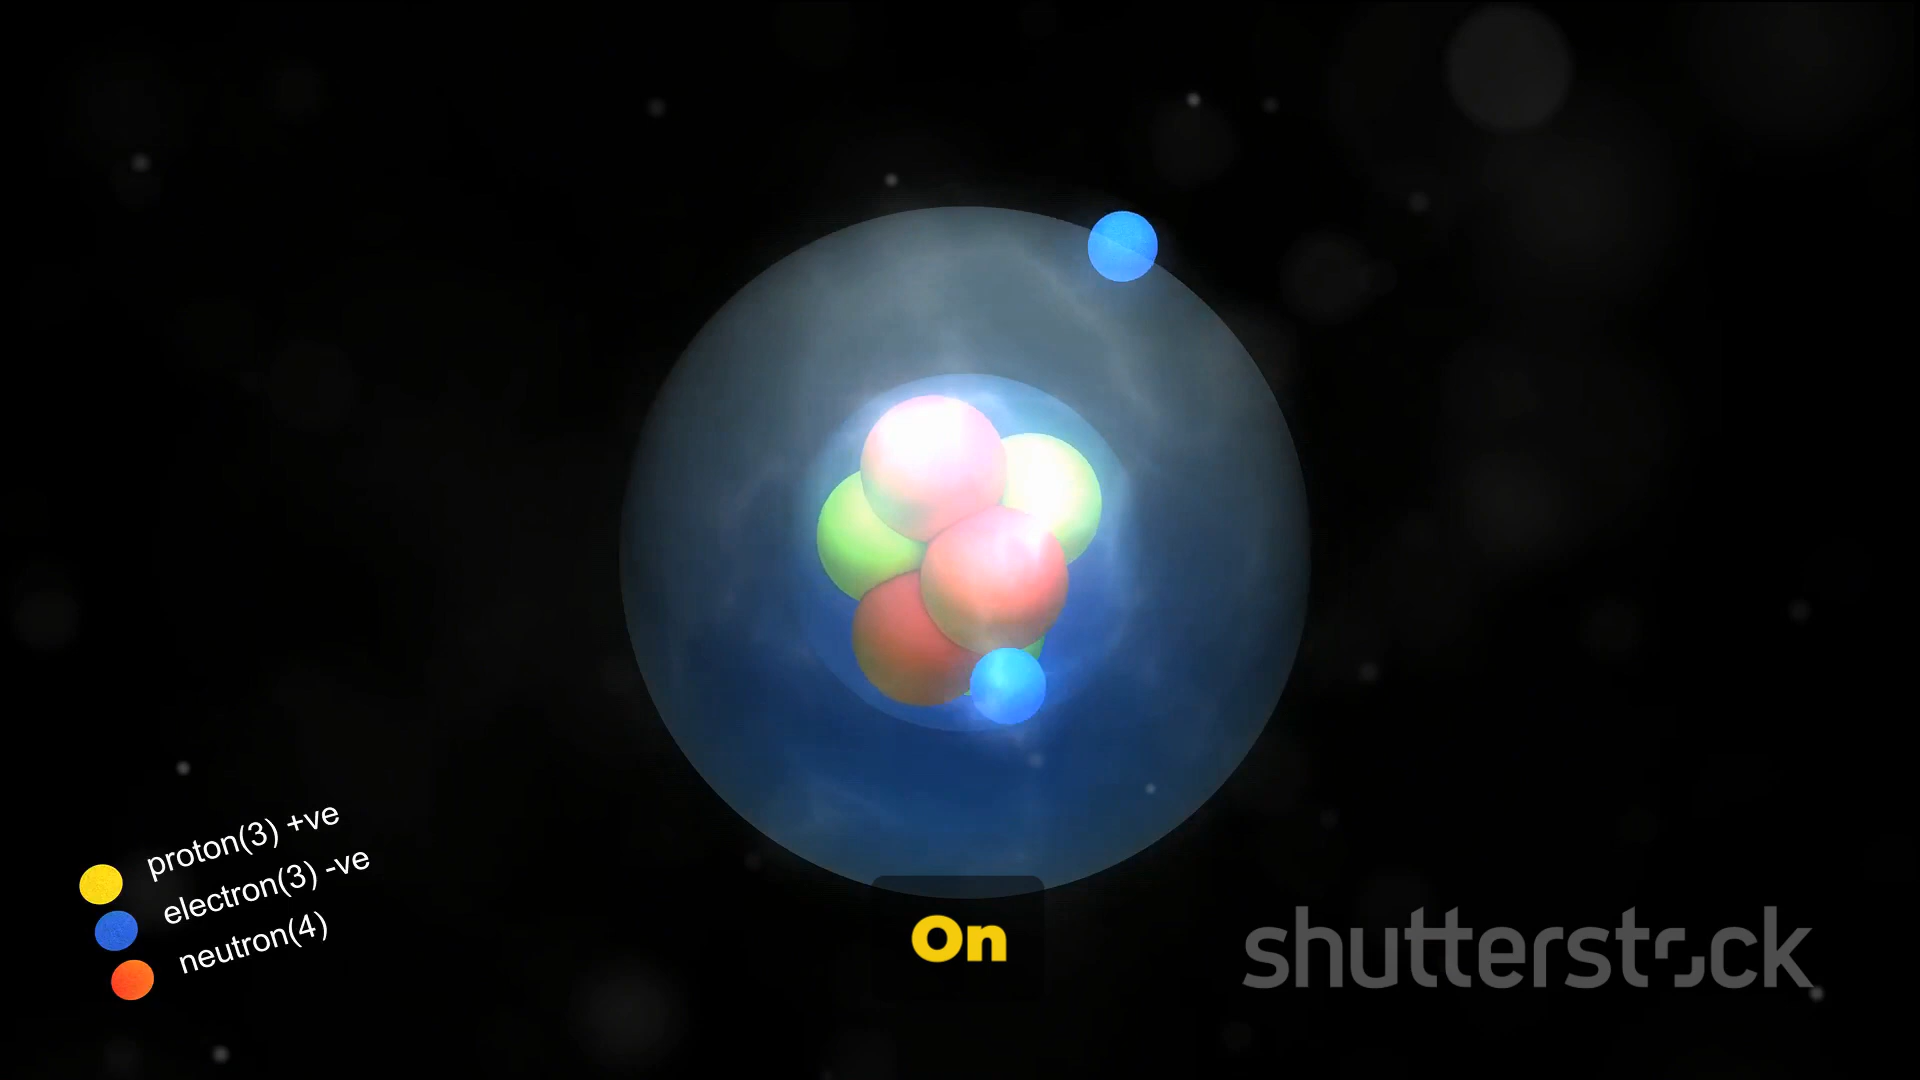 proton(3) +ve
electron(3) -ve
neutron(4)
On
shutterstock